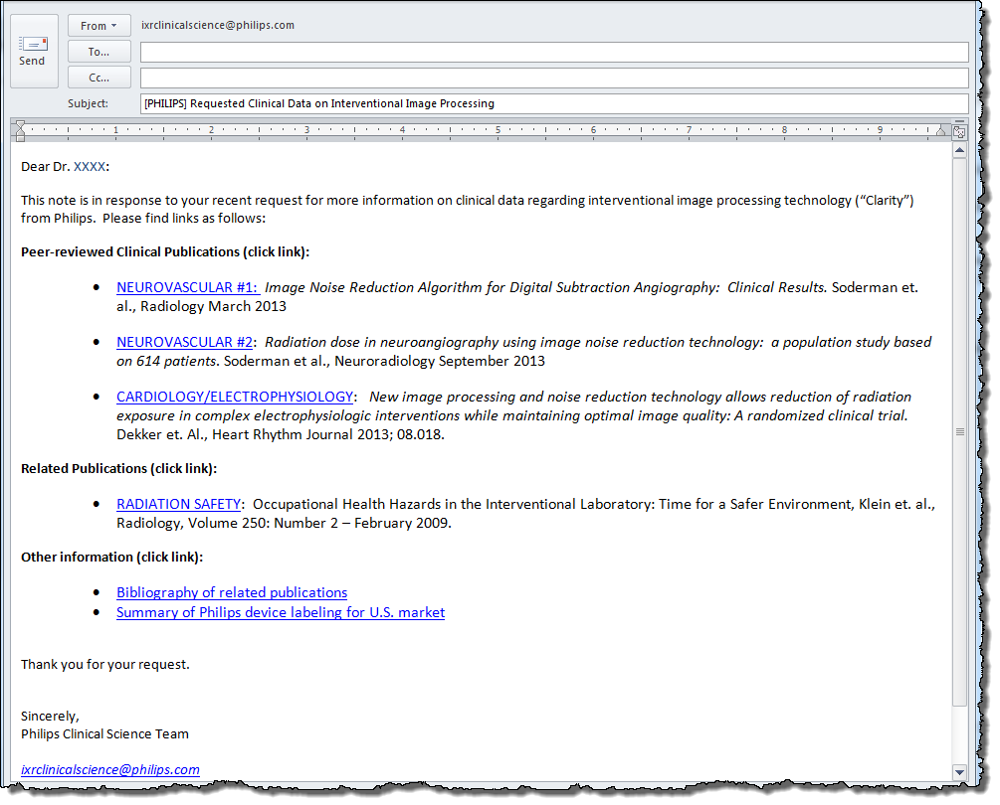 From
ixrclinicalscience@philips.com
Send
To...
Cc...
Subject:
[PHILIPS] Requested Clinical Data on Interventional Image Processing
1 2 3 4 5 6 7 8 9
Dear Dr. XXXX:
This note is in response to your recent request for more information on clinical data regarding interventional image processing technology (“Clarity”)
from Philips.  Please find links as follows:
Peer-reviewed Clinical Publications (click link):
• NEUROVASCULAR #1:  Image Noise Reduction Algorithm for Digital Subtraction Angiography:  Clinical Results. Soderman et.
al., Radiology March 2013
• NEUROVASCULAR #2:  Radiation dose in neuroangiography using image noise reduction technology:  a population study based
on 614 patients. Soderman et al., Neuroradiology September 2013
• CARDIOLOGY/ELECTROPHYSIOLOGY:   New image processing and noise reduction technology allows reduction of radiation
exposure in complex electrophysiologic interventions while maintaining optimal image quality: A randomized clinical trial.
Dekker et. Al., Heart Rhythm Journal 2013; 08.018.
Related Publications (click link):
• RADIATION SAFETY:  Occupational Health Hazards in the Interventional Laboratory: Time for a Safer Environment, Klein et. al.,
Radiology, Volume 250: Number 2 – February 2009.
Other information (click link):
• Bibliography of related publications
• Summary of Philips device labeling for U.S. market
Thank you for your request.
Sincerely,
Philips Clinical Science Team
ixrclinicalscience@philips.com